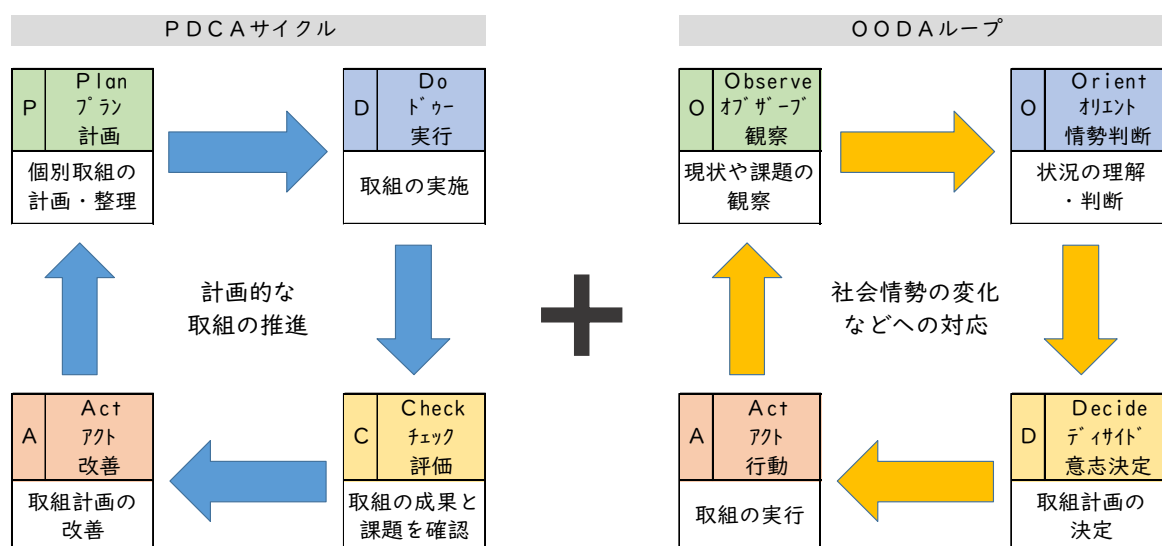 PDCAサイクル
P
Plan
プラン
計画
個別取組の
計画・整理
D
Do
ドゥー
実行
取組の実施
計画的な
取組の推進
A
Act
アクト
改善
取組計画の
改善
C
Check
チェック
評価
取組の成果と
課題を確認
OODAループ
O
Observe
オブザーブ
観察
現状や課題の
観察
O
Orient
オリエント
情勢判断
状況の理解
・判断
社会情勢の変化
などへの対応
A
Act
アクト
行動
取組の実行
D
Decide
ディサイド
意志決定
取組計画の
決定